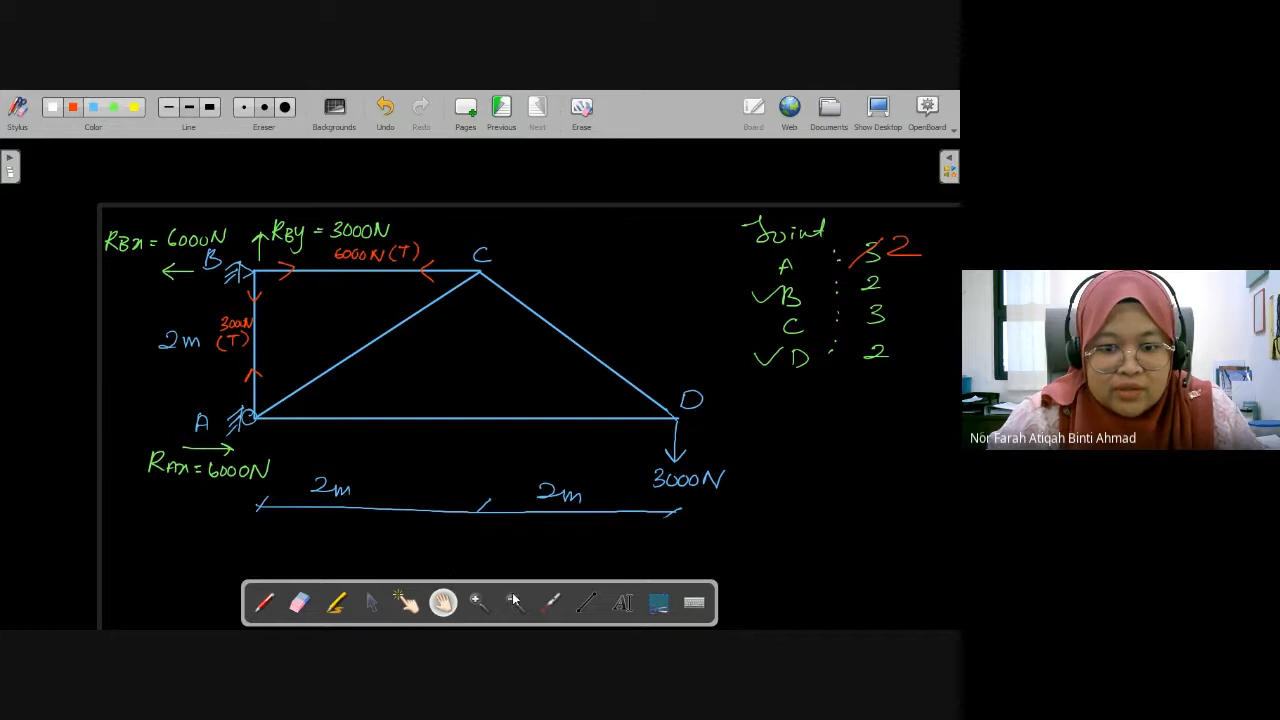 Stylus
Color
Line
Eraser
Backgrounds
Undo
Redo
Pages
Previous
Next
Erase
Board
Web
Documents
Show Desktop
OpenBoard
RBX = 6000N
RBY = 3000N
6000N (T)
B
C
300N
(T)
2m
A
D
RAX = 6000N
3000N
2m
2m
Joint
A : 3 2
✓B : 2
C : 3
✓D : 2
Nor Farah Atiqah Binti Ahmad
AI